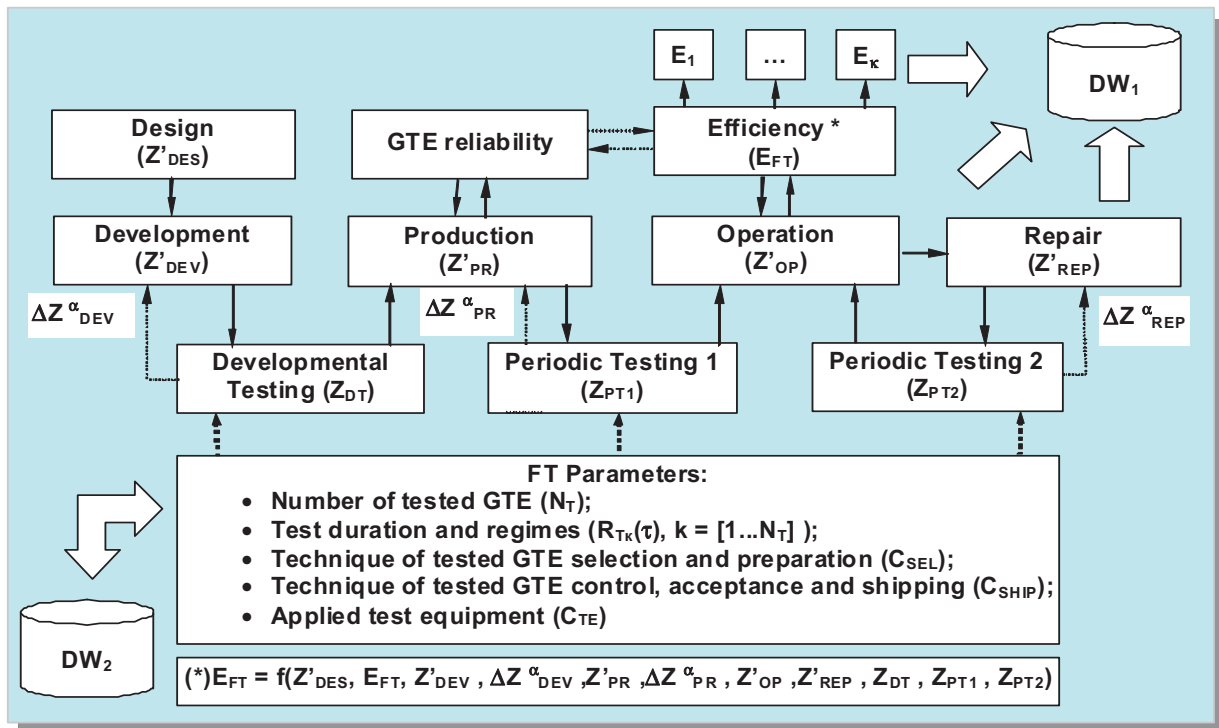 E₁
...
Eκ
DW₁
Design
(Z'DES)
GTE reliability
Efficiency *
(EFT)
Development
(Z'DEV)
Production
(Z'PR)
Operation
(Z'OP)
Repair
(Z'REP)
ΔZ αDEV
ΔZ αPR
ΔZ αREP
Developmental
Testing (ZDT)
Periodic Testing 1
(ZPT1)
Periodic Testing 2
(ZPT2)
FT Parameters:
• Number of tested GTE (NT);
• Test duration and regimes (RTκ(τ), k = [1...NT] );
• Technique of tested GTE selection and preparation (CSEL);
• Technique of tested GTE control, acceptance and shipping (CSHIP);
• Applied test equipment (CTE)
DW₂
(*)EFT = f(Z'DES, EFT, Z'DEV , ΔZ αDEV ,Z'PR ,ΔZ αPR , Z'OP ,Z'REP , ZDT , ZPT1 , ZPT2)